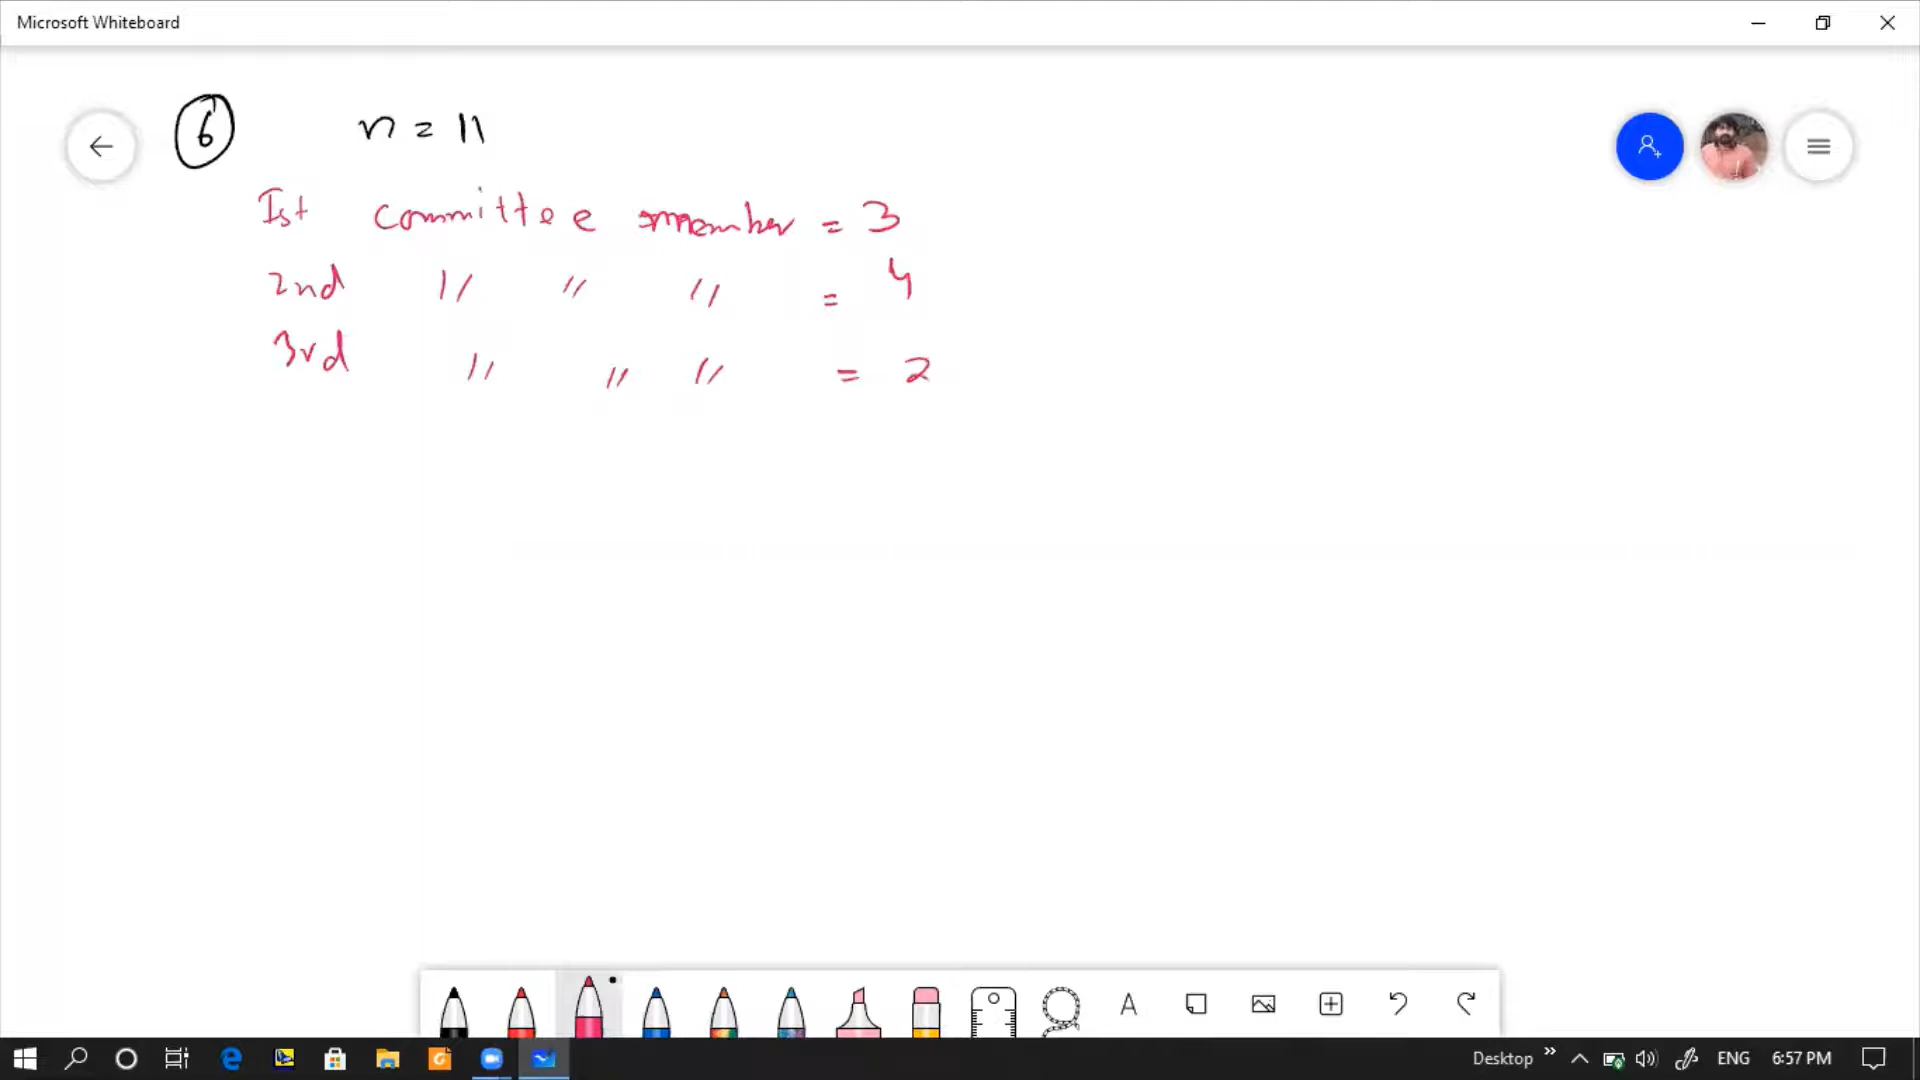 Microsoft Whiteboard
6 n = 11
Ist committee member = 3
2nd " " " = 4
3rd " " " = 2
A
Desktop » ENG 6:57 PM